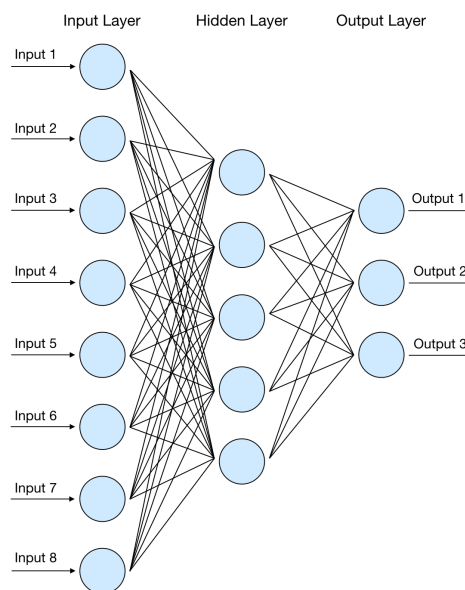 Input Layer
Hidden Layer
Output Layer
Input 1
Input 2
Input 3
Input 4
Input 5
Input 6
Input 7
Input 8
Output 1
Output 2
Output 3